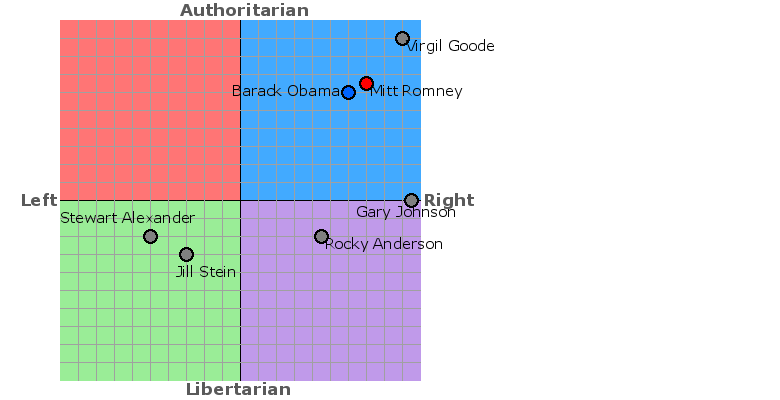 Authoritarian
Virgil Goode
Barack Obama
Mitt Romney
Left
Right
Gary Johnson
Stewart Alexander
Rocky Anderson
Jill Stein
Libertarian